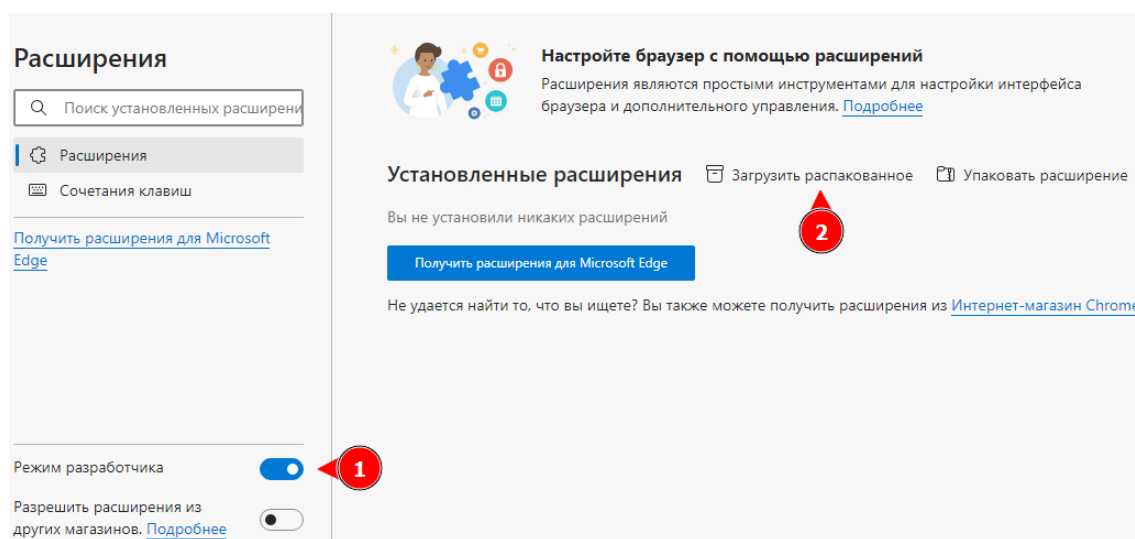 Расширения
Поиск установленных расширени
Расширения
Сочетания клавиш
Получить расширения для Microsoft
Edge
Режим разработчика
1
Разрешить расширения из
других магазинов. Подробнее
Настройте браузер с помощью расширений
Расширения являются простыми инструментами для настройки интерфейса
браузера и дополнительного управления. Подробнее
Установленные расширения Загрузить распакованное Упаковать расширение
2
Вы не установили никаких расширений
Получить расширения для Microsoft Edge
Не удается найти то, что вы ищете? Вы также можете получить расширения из Интернет-магазин Chrome